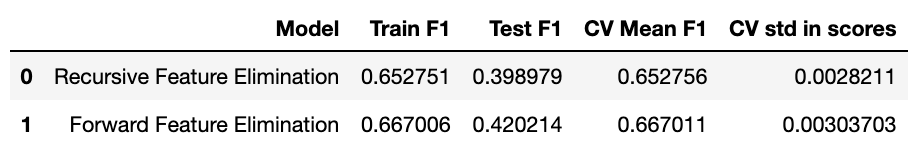 Model Train F1 Test F1 CV Mean F1 CV std in scores
0 Recursive Feature Elimination 0.652751 0.398979 0.652756 0.0028211
1 Forward Feature Elimination 0.667006 0.420214 0.667011 0.00303703